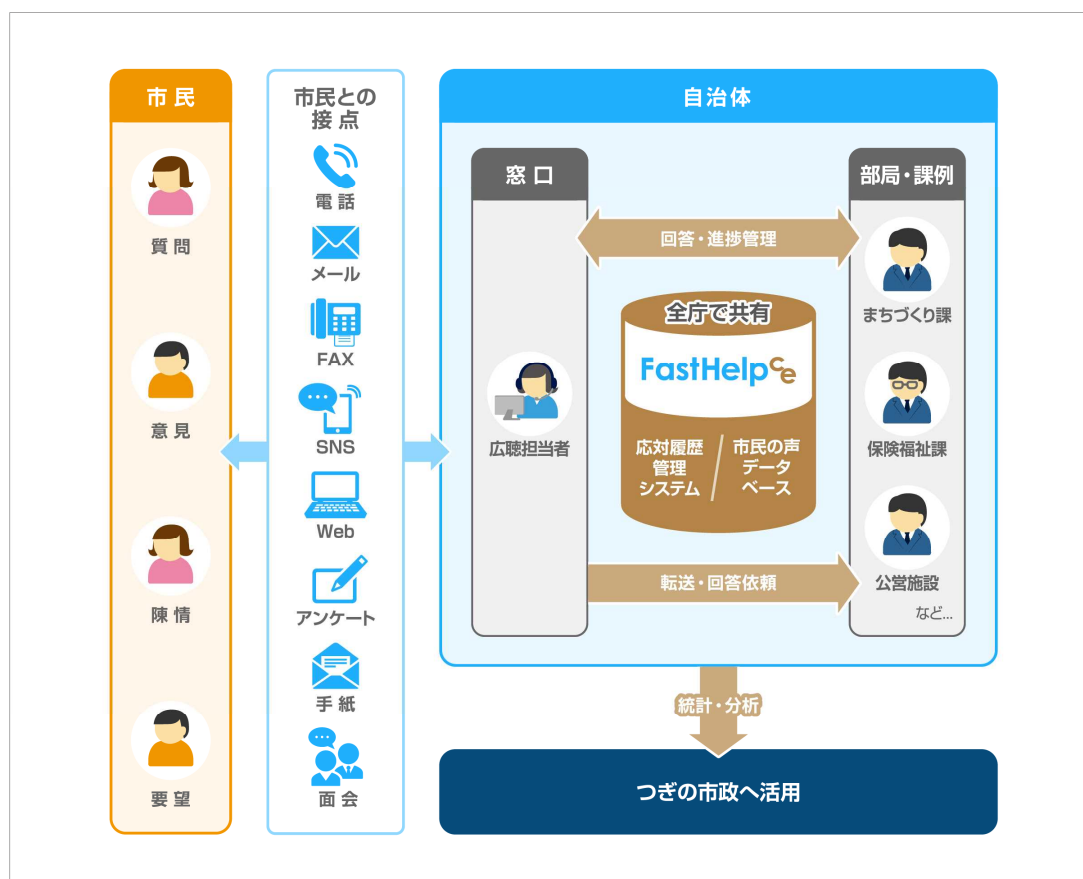 市民
質問
意見
陳情
要望
市民との
接点
電話
メール
FAX
SNS
Web
アンケート
手紙
面会
自治体
窓口
広聴担当者
回答・進捗管理
全庁で共有
FastHelpCe
応対履歴
管理
システム
市民の声
データ
ベース
転送・回答依頼
部局・課例
まちづくり課
保険福祉課
公営施設
など...
統計・分析
つぎの市政へ活用